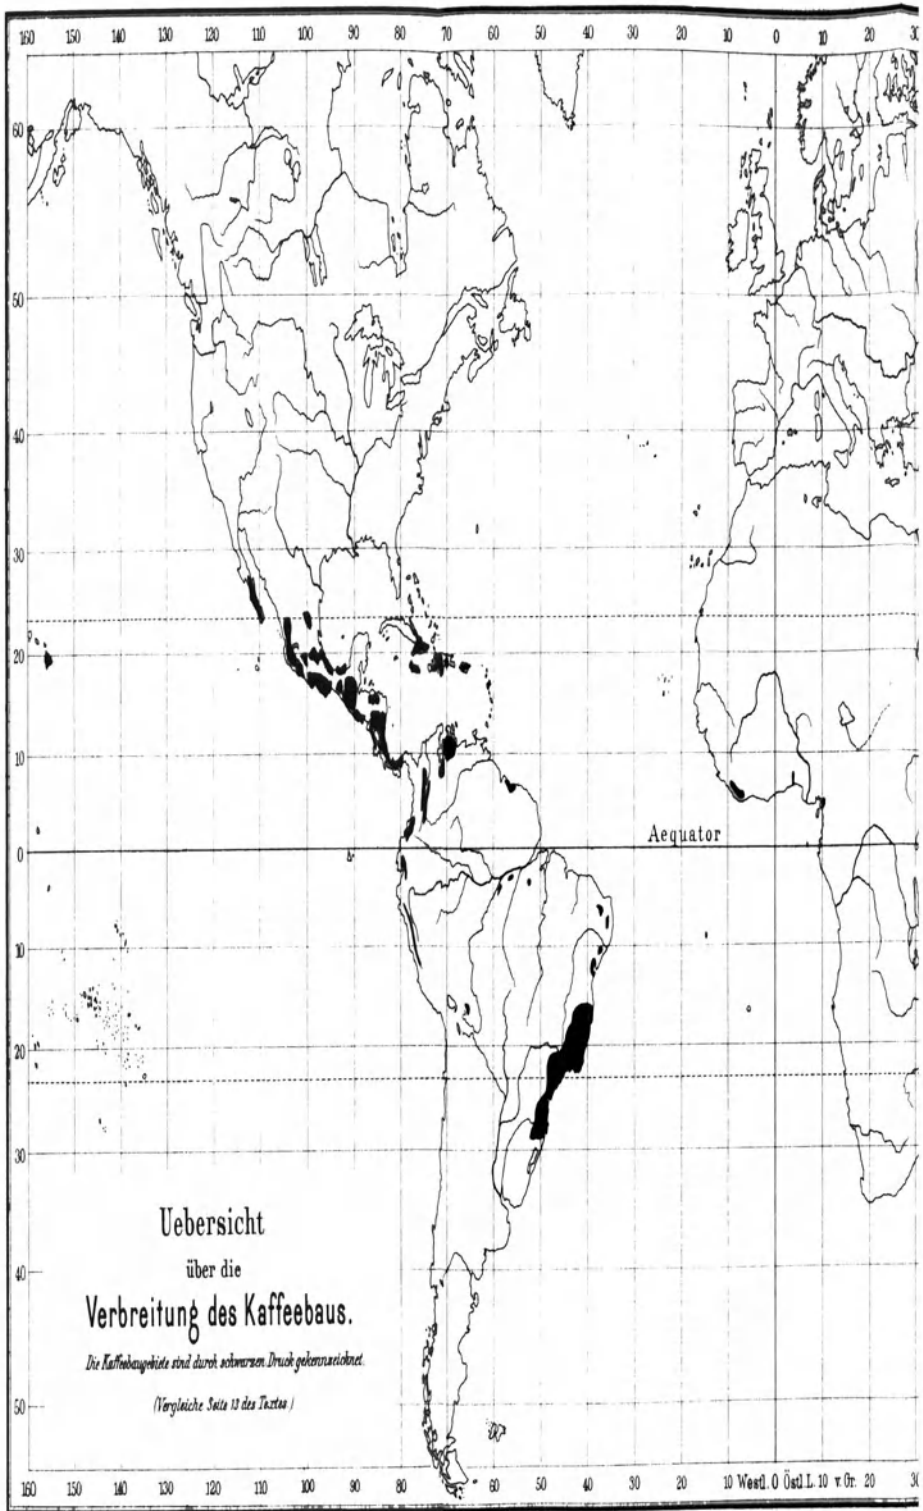 160 150 140 130 120 110 100 90 80 70 60 50 40 30 20 10 0 10 20 30
60
50
40
30
20
10
Aequator
0
10
20
30
40
50
Uebersicht
über die
Verbreitung des Kaffeebaus.
Die Kaffeebaugebiete sind durch schwarzen Druck gekennzeichnet.
(Vergleiche Seite 13 des Textes.)
150 140 130 120 110 100 90 80 70 60 50 40 30 20 10 Westl. 0 Östl. L. 10 v. Gr. 20 30